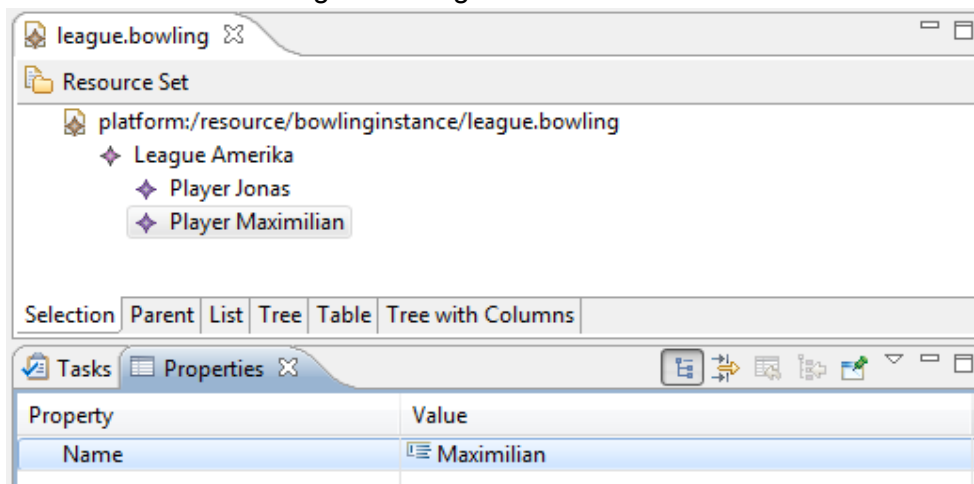 league.bowling
Resource Set
platform:/resource/bowlinginstance/league.bowling
League Amerika
Player Jonas
Player Maximilian
Selection Parent List Tree Table Tree with Columns
Tasks Properties
Property Value
Name Maximilian